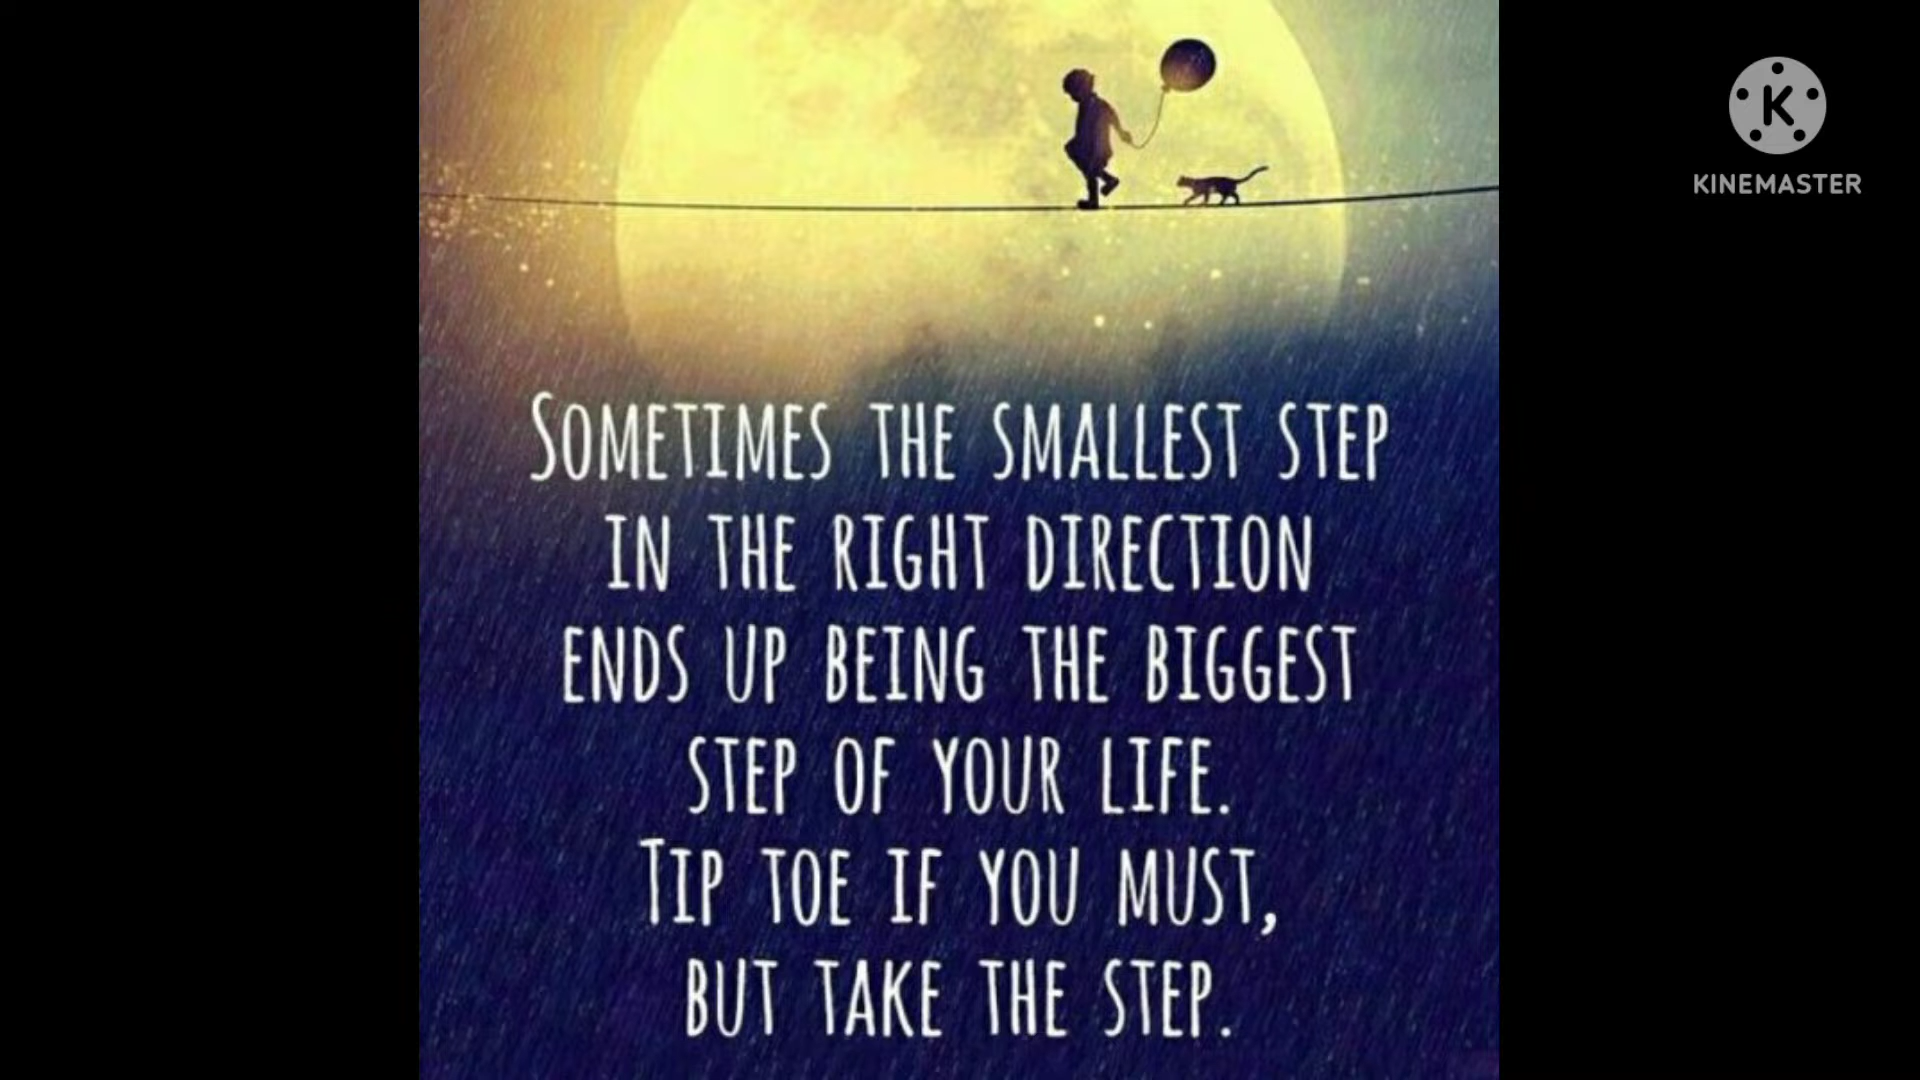 Sometimes the smallest step
in the right direction
ends up being the biggest
step of your life.
Tip toe if you must,
but take the step.
K
KINEMASTER